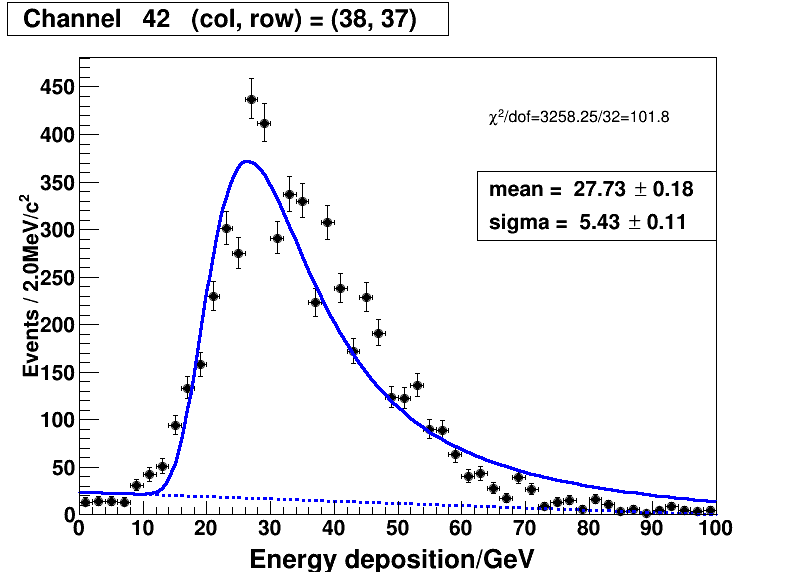 Channel 42 (col, row) = (38, 37)
χ²/dof=3258.25/32=101.8
mean = 27.73 ± 0.18
sigma = 5.43 ± 0.11
Events / 2.0MeV/c²
450
400
350
300
250
200
150
100
50
0
0 10 20 30 40 50 60 70 80 90 100
Energy deposition/GeV